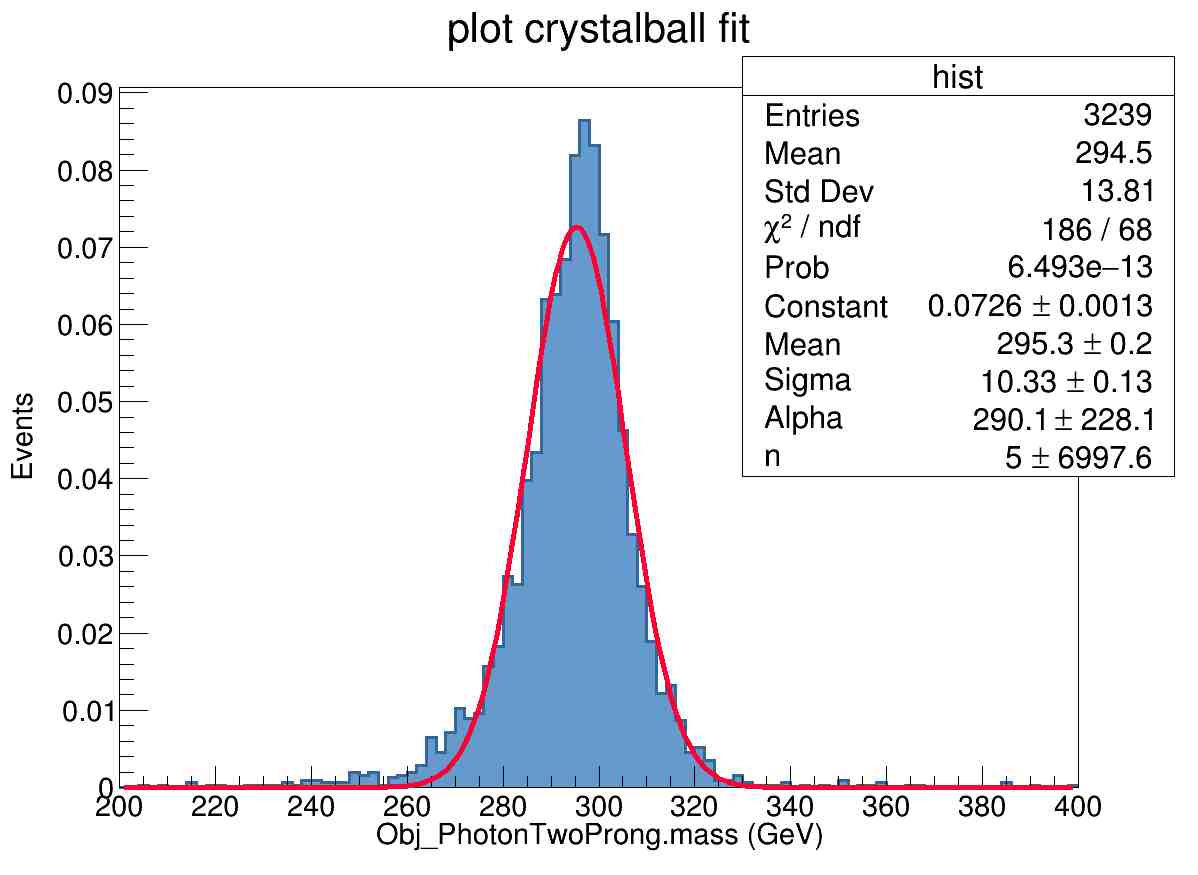 plot crystalball fit
hist
Entries 3239
Mean 294.5
Std Dev 13.81
χ² / ndf 186 / 68
Prob 6.493e−13
Constant 0.0726 ± 0.0013
Mean 295.3 ± 0.2
Sigma 10.33 ± 0.13
Alpha 290.1 ± 228.1
n 5 ± 6997.6
Events
0.09
0.08
0.07
0.06
0.05
0.04
0.03
0.02
0.01
0
200 220 240 260 280 300 320 340 360 380 400
Obj_PhotonTwoProng.mass (GeV)